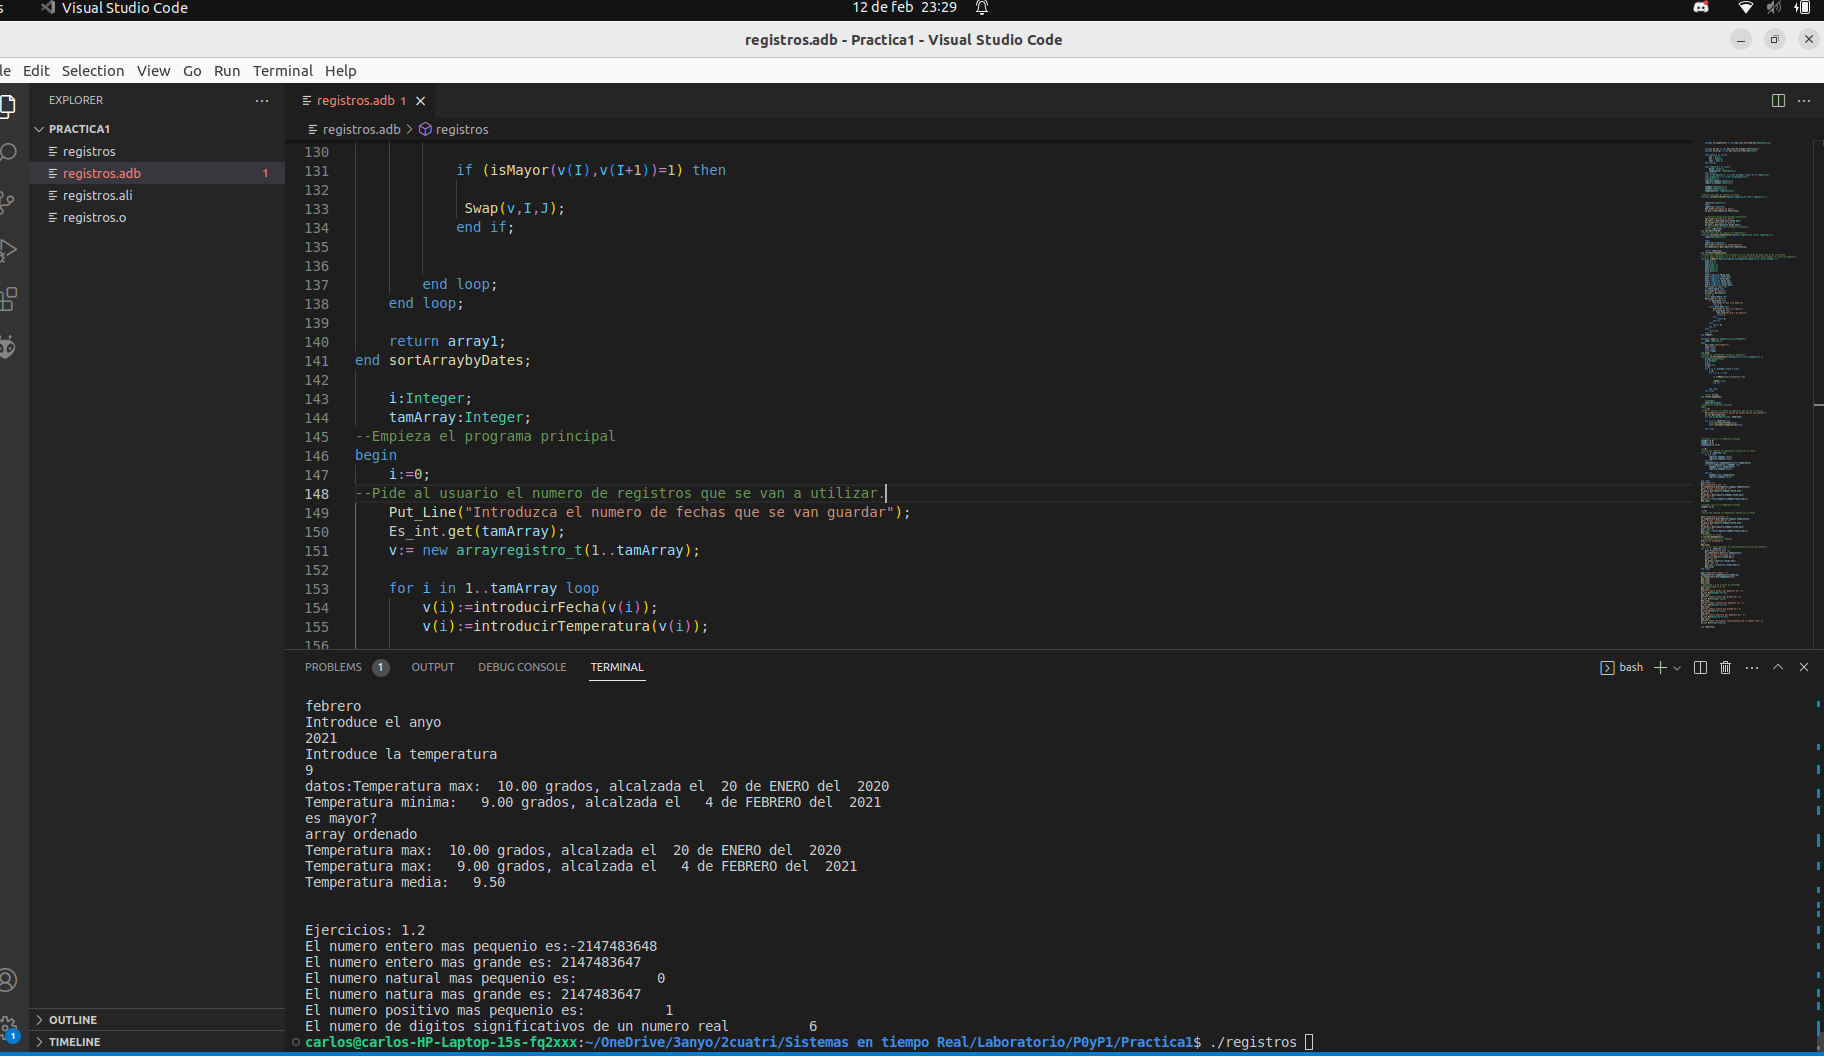 Visual Studio Code
12 de feb 23:29
registros.adb - Practica1 - Visual Studio Code
le Edit Selection View Go Run Terminal Help
EXPLORER
PRACTICA1
registros
registros.adb 1
registros.ali
registros.o
OUTLINE
TIMELINE
1
registros.adb 1
registros.adb > registros
130
131 if (isMayor(v(I),v(I+1))=1) then
132
133 Swap(v,I,J);
134 end if;
135
136
137 end loop;
138 end loop;
139
140 return array1;
141 end sortArraybyDates;
142
143 i:Integer;
144 tamArray:Integer;
145 --Empieza el programa principal
146 begin
147 i:=0;
148 --Pide al usuario el numero de registros que se van a utilizar.
149 Put_Line("Introduzca el numero de fechas que se van guardar");
150 Es_int.get(tamArray);
151 v:= new arrayregistro_t(1..tamArray);
152
153 for i in 1..tamArray loop
154 v(i):=introducirFecha(v(i));
155 v(i):=introducirTemperatura(v(i));
156
PROBLEMS 1 OUTPUT DEBUG CONSOLE TERMINAL
bash
febrero
Introduce el anyo
2021
Introduce la temperatura
9
datos:Temperatura max:  10.00 grados, alcalzada el  20 de ENERO del  2020
Temperatura minima:   9.00 grados, alcalzada el   4 de FEBRERO del  2021
es mayor?
array ordenado
Temperatura max:  10.00 grados, alcalzada el  20 de ENERO del  2020
Temperatura max:   9.00 grados, alcalzada el   4 de FEBRERO del  2021
Temperatura media:   9.50
Ejercicios: 1.2
El numero entero mas pequenio es:-2147483648
El numero entero mas grande es: 2147483647
El numero natural mas pequenio es:          0
El numero natura mas grande es: 2147483647
El numero positivo mas pequenio es:          1
El numero de digitos significativos de un numero real          6
carlos@carlos-HP-Laptop-15s-fq2xxx:~/OneDrive/3anyo/2cuatri/Sistemas en tiempo Real/Laboratorio/P0yP1/Practica1$ ./registros